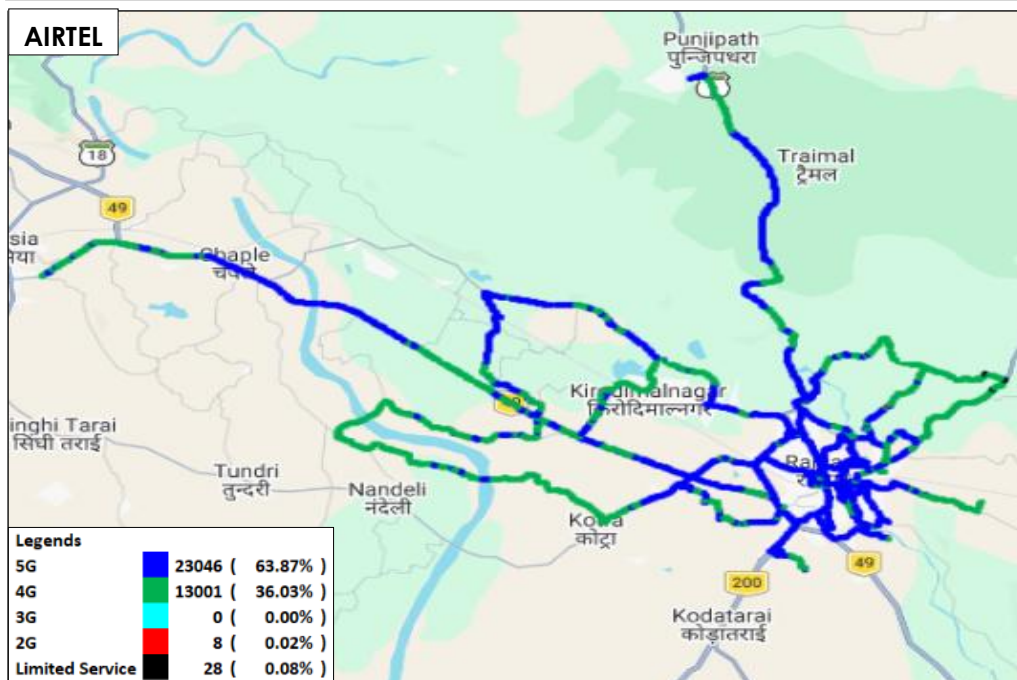 AIRTEL
Punjipath
पुन्जिपथरा
18
Traimal
ट्रैमल
49
sia
Chaple
चपले
Kirodimalnagar
किरोदिमाल्नगर
inghi Tarai
सिंघी तराई
Tundri
तुन्दरी
Nandeli
नंदेली
Kotra
कोट्रा
49
200
Kodatarai
कोड़ातराई
Legends
5G 23046 ( 63.87% )
4G 13001 ( 36.03% )
3G 0 ( 0.00% )
2G 8 ( 0.02% )
Limited Service 28 ( 0.08% )